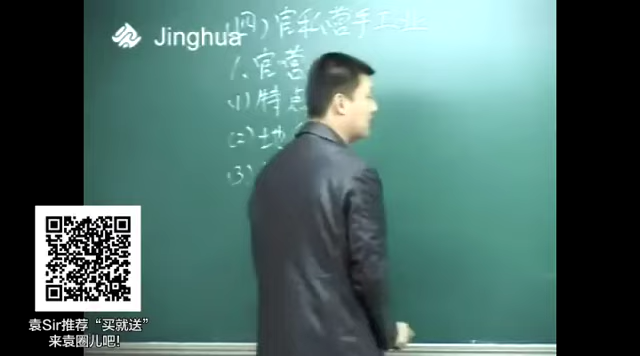 Jinghua
(四)官私营手工业
1、官营
(1)特点
(2)地
(3)
袁Sir推荐“买就送”
来袁圈儿吧!